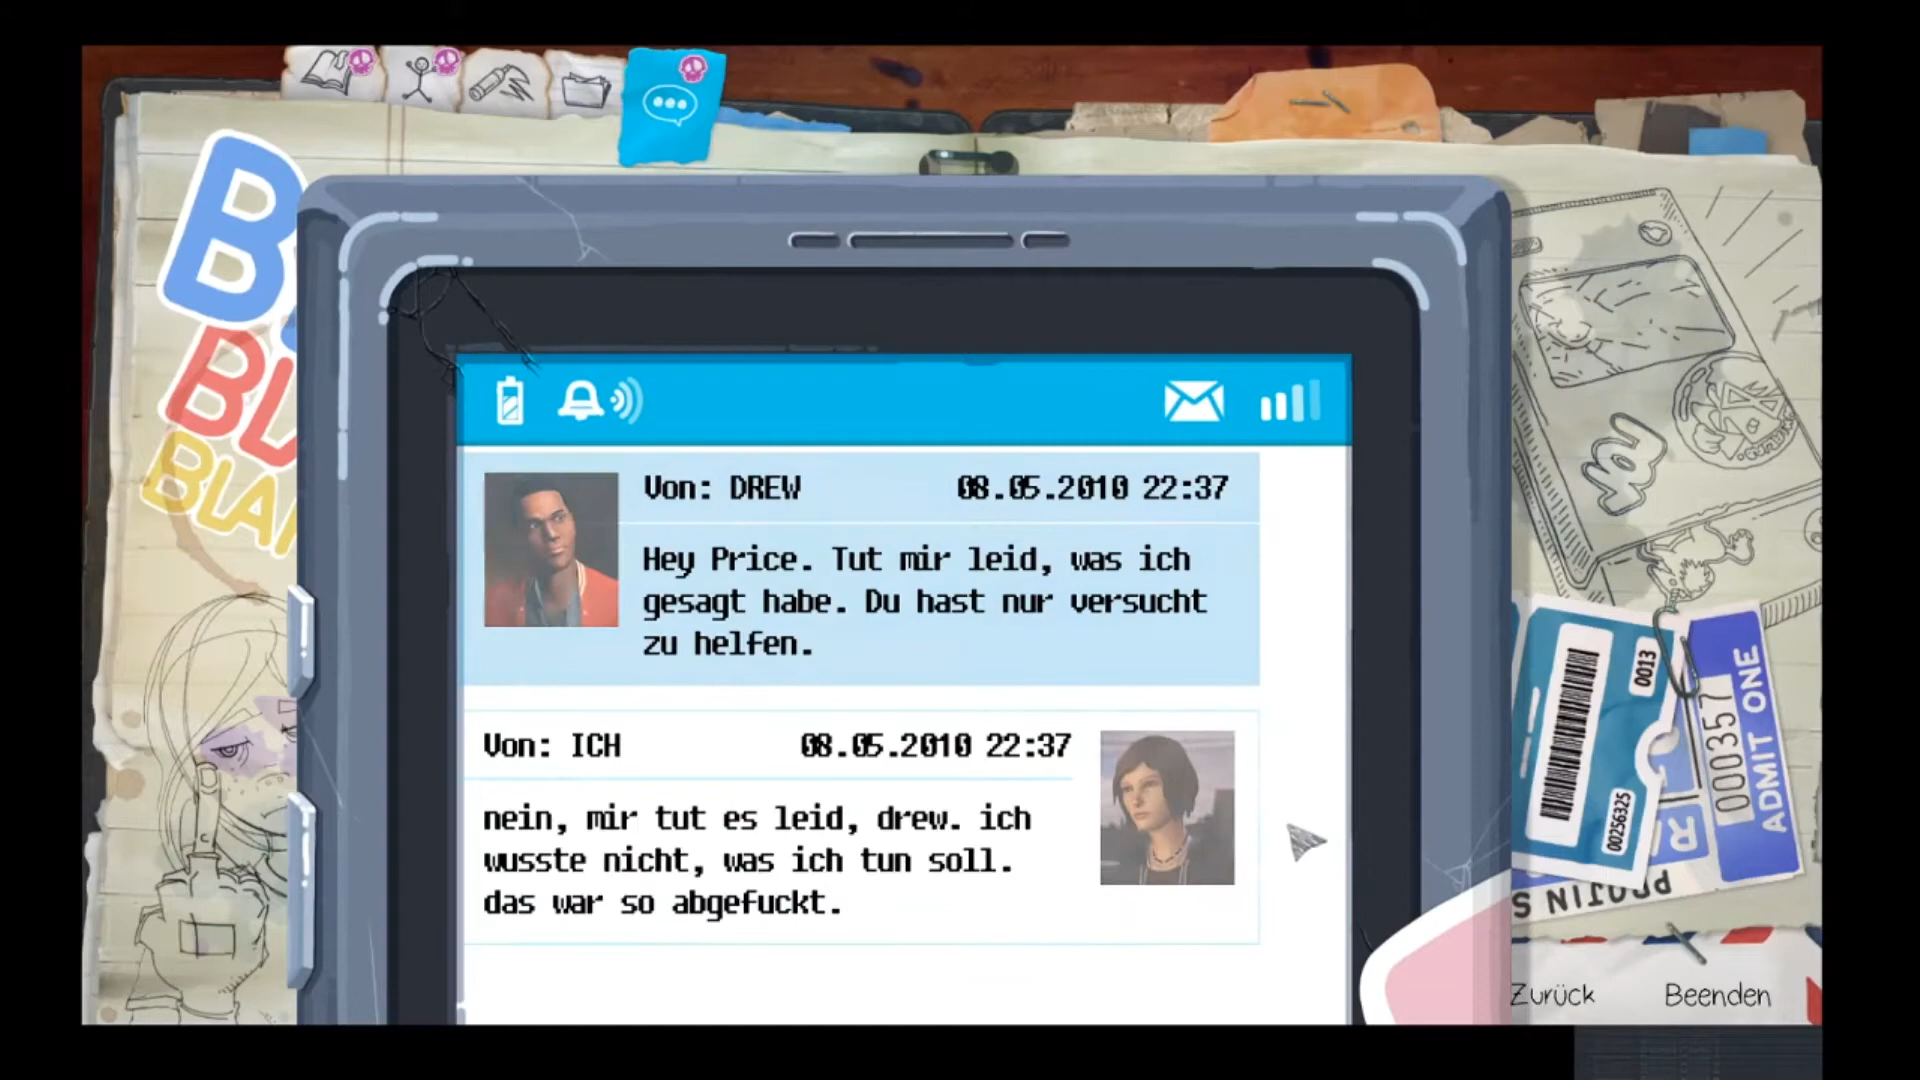 Von: DREW 08.05.2010 22:37
Hey Price. Tut mir leid, was ich
gesagt habe. Du hast nur versucht
zu helfen.
Von: ICH 08.05.2010 22:37
nein, mir tut es leid, drew. ich
wusste nicht, was ich tun soll.
das war so abgefuckt.
0013
00256325
000357
ADMIT ONE
Zurück Beenden